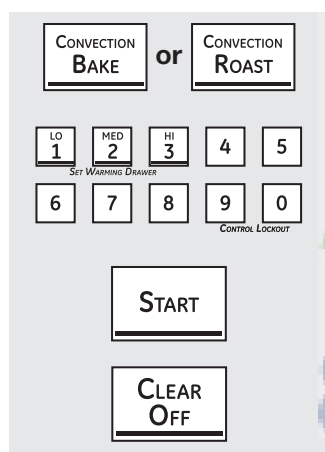 CONVECTION CONVECTION
BAKE or ROAST
LO MED HI
1 2 3 4 5
SET WARMING DRAWER
6 7 8 9 0
CONTROL LOCKOUT
START
CLEAR
OFF